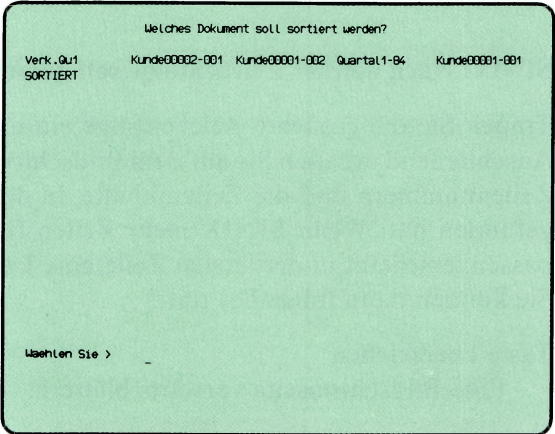 Welches Dokument soll sortiert werden?
Verk.Qu1 Kunde00002-001 Kunde00001-002 Quartal1-84 Kunde00001-001
SORTIERT
Waehlen Sie > _